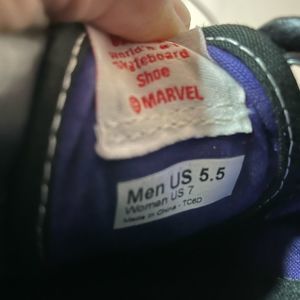 World's #1
Skateboard
Shoe
© MARVEL
Men US 5.5
Women US 7
Made in China - TC6D